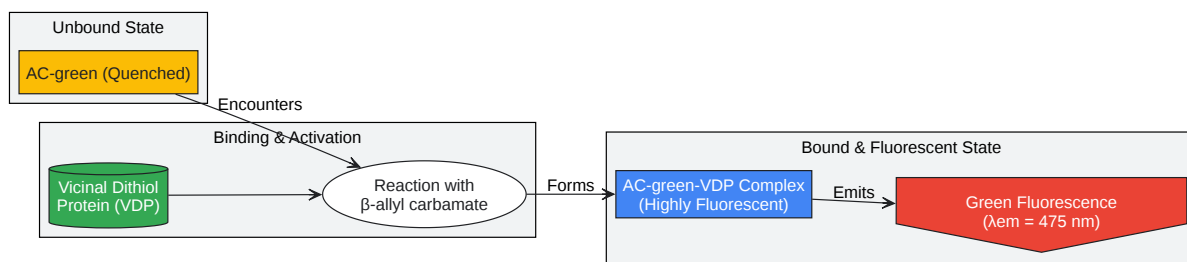 Unbound State
AC-green (Quenched)
Encounters
Binding & Activation
Vicinal Dithiol
Protein (VDP)
Reaction with
β-allyl carbamate
Forms
Bound & Fluorescent State
AC-green-VDP Complex
(Highly Fluorescent)
Emits
Green Fluorescence
(λem = 475 nm)